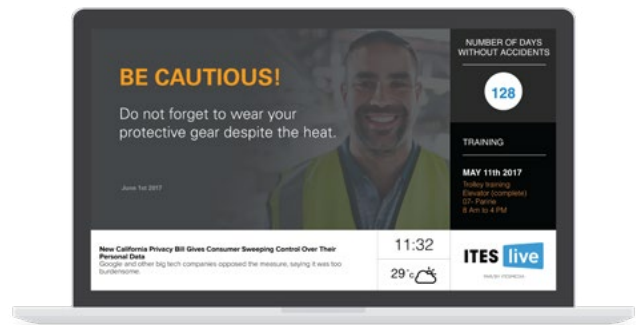 BE CAUTIOUS!
Do not forget to wear your
protective gear despite the heat.
June 1st 2017
NUMBER OF DAYS
WITHOUT ACCIDENTS
128
TRAINING
MAY 11th 2017
Trolley training
Elevator (complete)
07- Parine
8 Am to 4 PM
New California Privacy Bill Gives Consumer Sweeping Control Over Their
Personal Data
Google and other big tech companies opposed the measure, saying it was too
burdensome.
11:32
29°c
ITES live